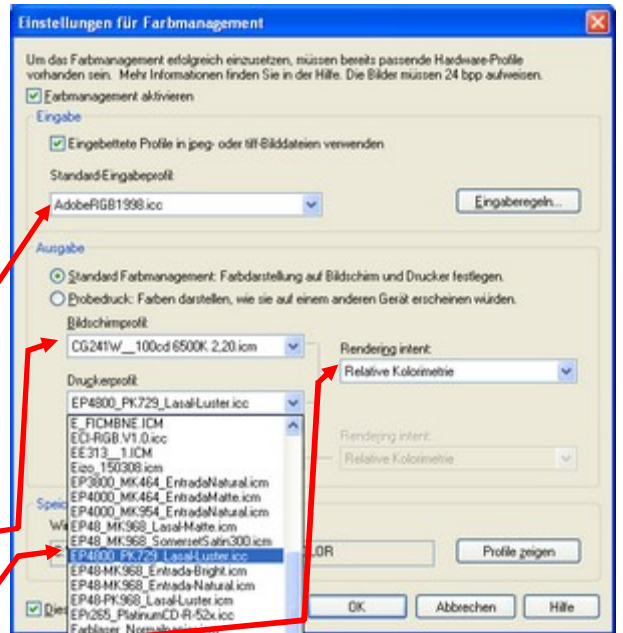 Einstellungen für Farbmanagement
Um das Farbmanagement erfolgreich einzusetzen, müssen bereits passende Hardware-Profile
vorhanden sein. Mehr Informationen finden Sie in der Hilfe. Die Bilder müssen 24 bpp aufweisen.
Farbmanagement aktivieren
Eingabe
Eingebettete Profile in jpeg- oder tiff-Bilddateien verwenden
Standard-Eingabeprofil:
AdobeRGB1998.icc
Eingaberegeln...
Ausgabe
Standard Farbmanagement: Farbdarstellung auf Bildschirm und Drucker festlegen.
Probedruck: Farben darstellen, wie sie auf einem anderen Gerät erscheinen würden.
Bildschirmprofil:
CG241W__100cd 6500K 2,20.icm
Rendering intent:
Relative Kolorimetrie
Druckerprofil:
EP4800_PK729_Lasal-Luster.icc
E_FICMBNE.ICM
ECI-RGB.V1.0.icc
EE313__1.ICM
Eizo_150308.icm
EP3800_MK464_EntradaNatural.icm
EP4000_MK464_EntradaMatte.icm
EP4000_MK954_EntradaNatural.icm
EP48_MK968_Lasal-Matte.icm
EP48_MK968_SomersetSatin300.icm
EP4800_PK729_Lasal-Luster.icc
EP48-MK968_Entrada-Bright.icm
EP48-MK968_Entrada-Natural.icm
EP48-PK968_Lasal-Luster.icm
EPr265_PlatinumCD-R-52x.icc
Farblaser_Normalpapier.icm
Rendering intent:
Relative Kolorimetrie
Speic
Wi
OLOR
Profile zeigen
Dies
OK
Abbrechen
Hilfe